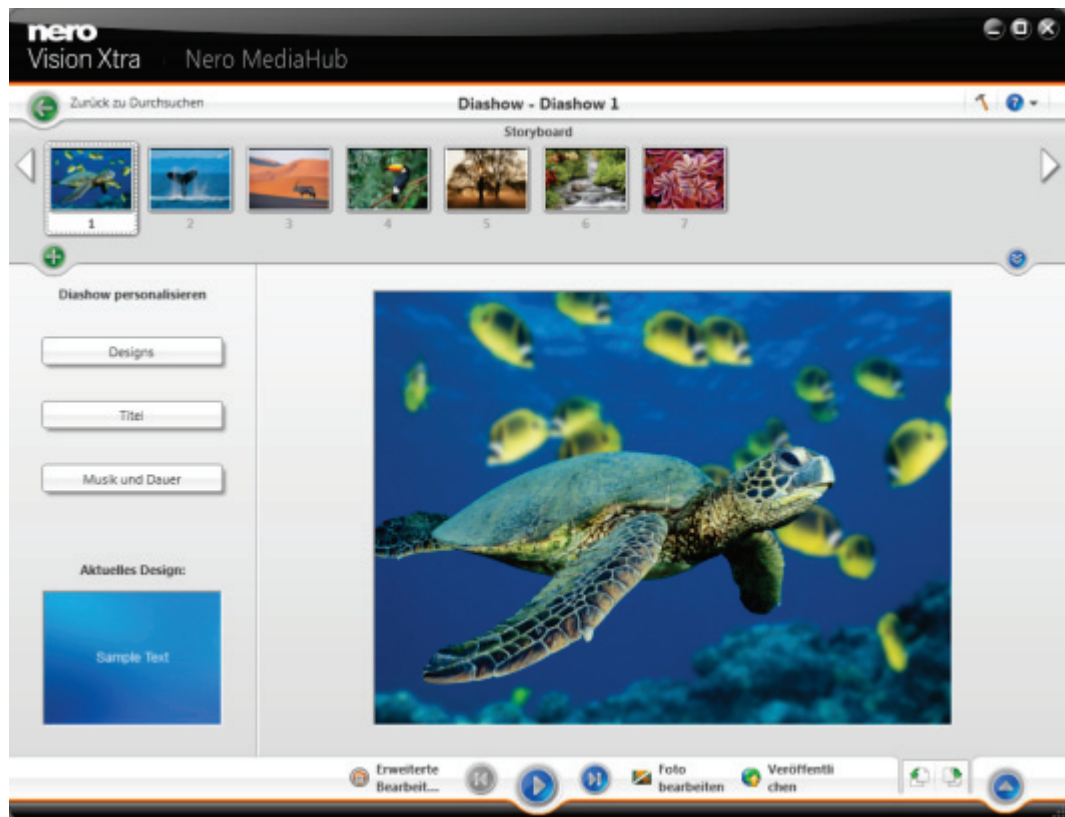 nero
Vision Xtra Nero MediaHub
Zurück zu Durchsuchen
Diashow - Diashow 1
Storyboard
1 2 3 4 5 6 7
Diashow personalisieren
Designs
Titel
Musik und Dauer
Aktuelles Design:
Sample Text
Erweiterte
Bearbeit...
Foto
bearbeiten
Veröffentli
chen